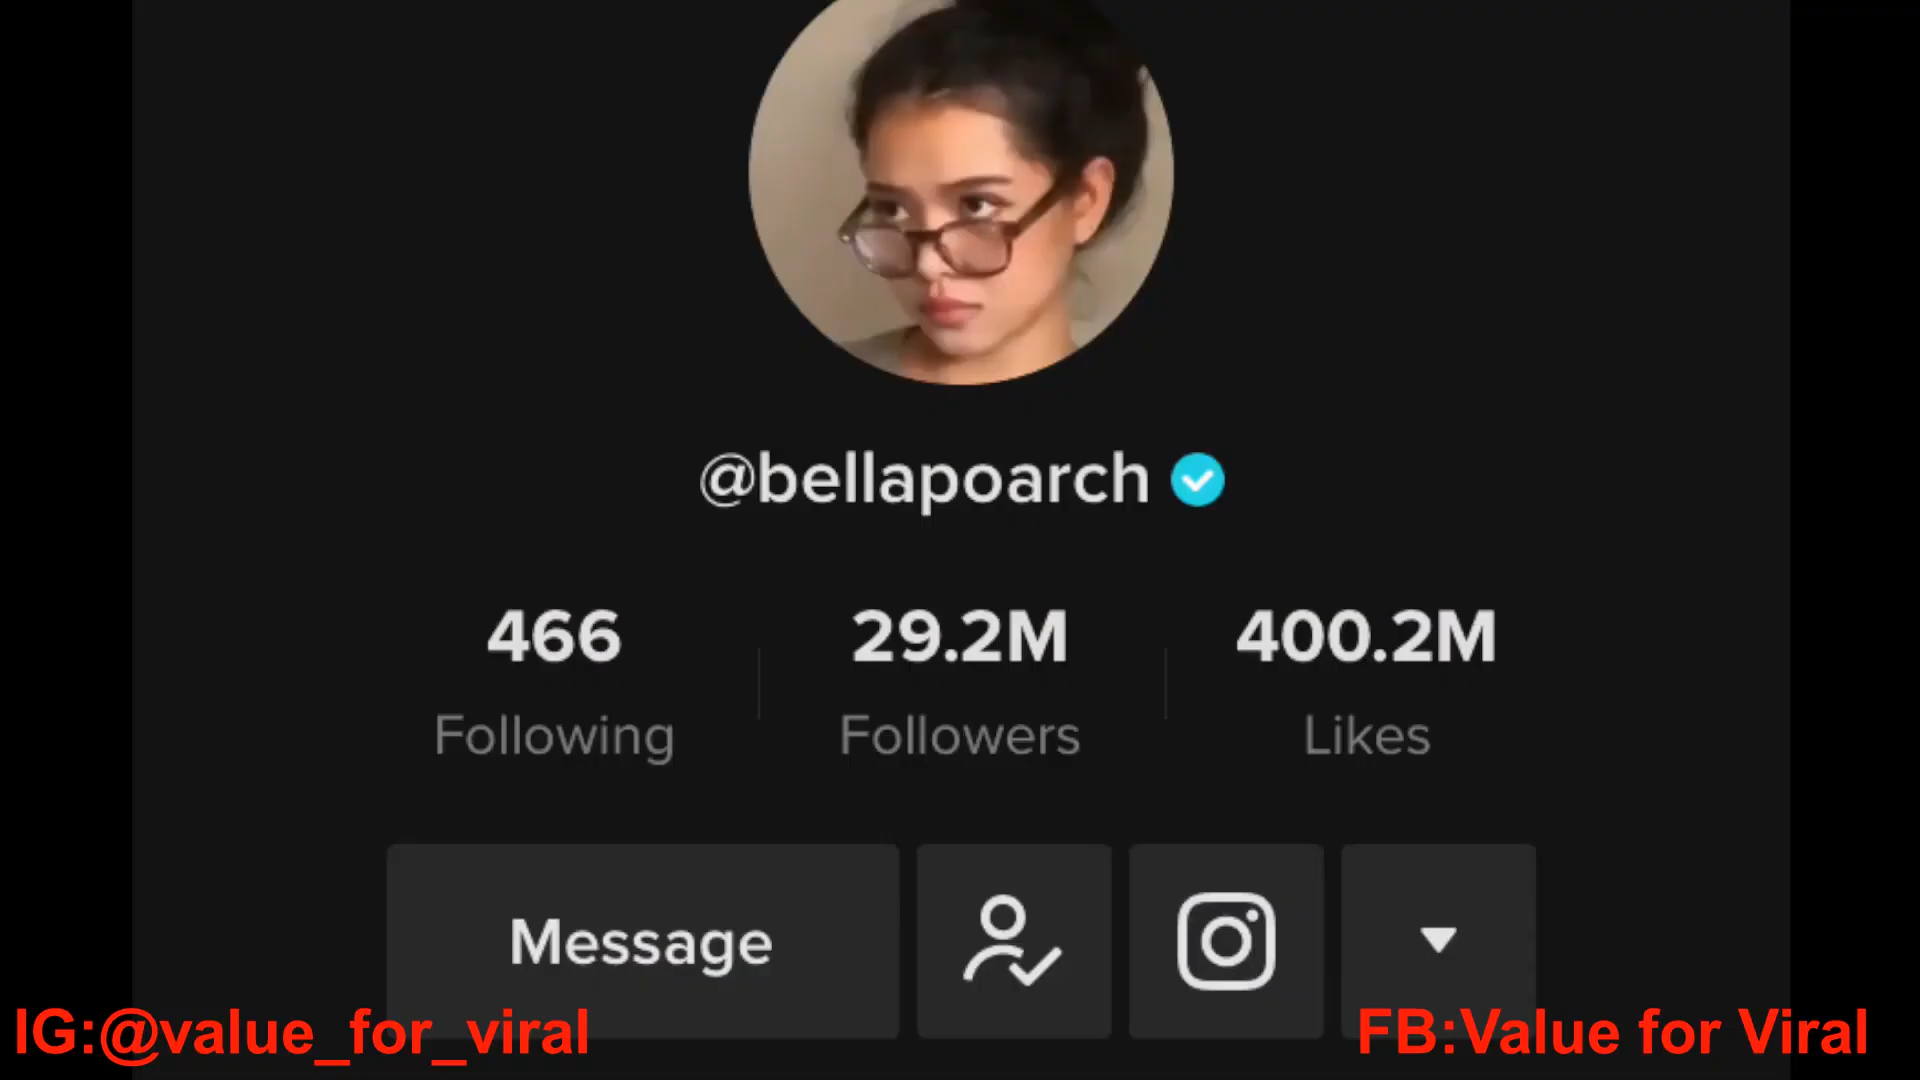 @bellapoarch
466 29.2M 400.2M
Following Followers Likes
Message
IG:@value_for_viral FB:Value for Viral